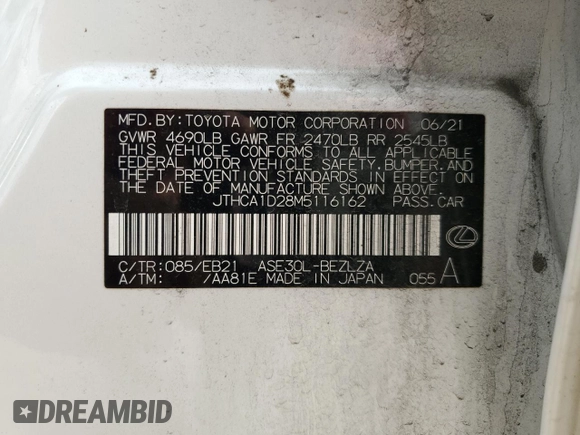 MFD. BY: TOYOTA MOTOR CORPORATION 06/21
GVWR 4690LB GAWR FR 2470LB RR 2545LB
THIS VEHICLE CONFORMS TO ALL APPLICABLE
FEDERAL MOTOR VEHICLE SAFETY, BUMPER, AND
THEFT PREVENTION STANDARDS IN EFFECT ON
THE DATE OF MANUFACTURE SHOWN ABOVE.
JTHCA1D28M5116162 PASS. CAR
C/TR: 085/EB21 ASE30L-BEZLZA
A/TM: /AA81E MADE IN JAPAN 055 A
DREAMBID